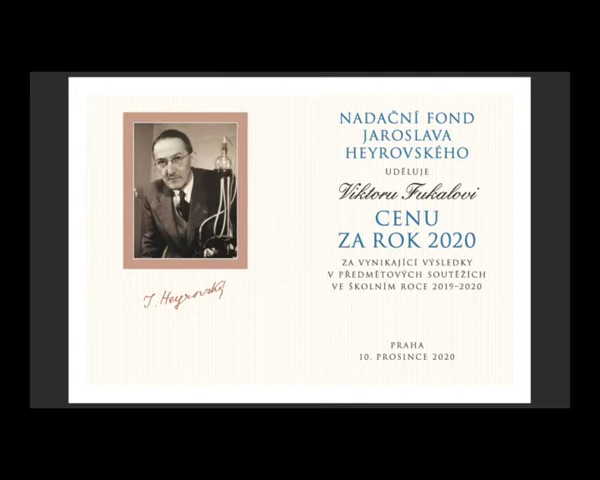 NADAČNÍ FOND
JAROSLAVA
HEYROVSKÉHO
UDĚLUJE
Viktoru Fukalovi
CENU
ZA ROK 2020
ZA VYNIKAJÍCÍ VÝSLEDKY
V PŘEDMĚTOVÝCH SOUTĚŽÍCH
VE ŠKOLNÍM ROCE 2019–2020
J. Heyrovský
PRAHA
10. PROSINCE 2020